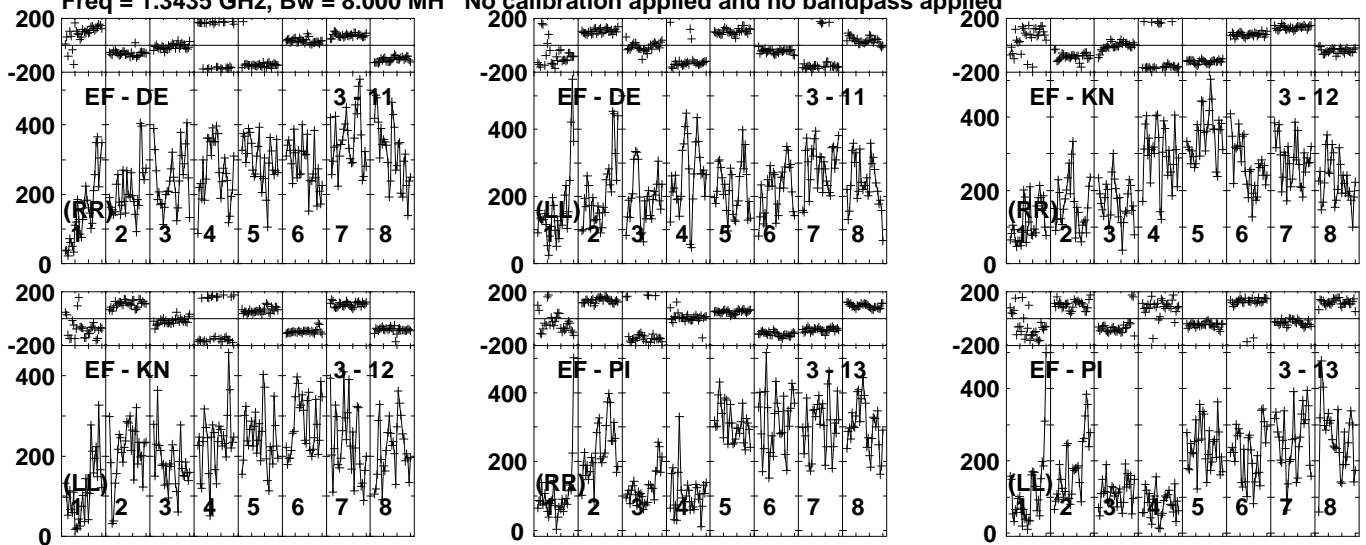 Freq = 1.3435 GHz, Bw = 8.000 MH No calibration applied and no bandpass applied
200
-200
EF - DE 3 - 11
400
200
(RR)
0
1 2 3 4 5 6 7 8
200
-200
EF - DE 3 - 11
400
200
(LL)
0
1 2 3 4 5 6 7 8
200
-200
EF - KN 3 - 12
400
200
(RR)
0
1 2 3 4 5 6 7 8
200
-200
EF - KN 3 - 12
400
200
(LL)
0
1 2 3 4 5 6 7 8
200
-200
EF - PI 3 - 13
400
200
(RR)
0
1 2 3 4 5 6 7 8
200
-200
EF - PI 3 - 13
400
200
(LL)
0
1 2 3 4 5 6 7 8